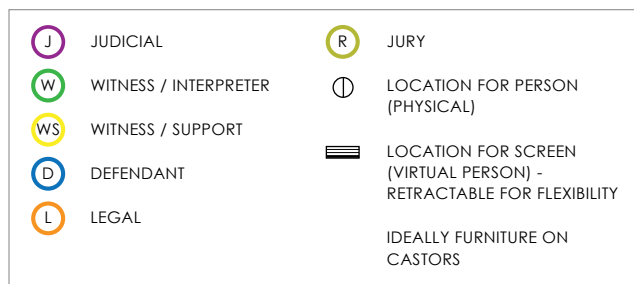 J JUDICIAL
W WITNESS / INTERPRETER
WS WITNESS / SUPPORT
D DEFENDANT
L LEGAL
R JURY
LOCATION FOR PERSON
(PHYSICAL)
LOCATION FOR SCREEN
(VIRTUAL PERSON) -
RETRACTABLE FOR FLEXIBILITY
IDEALLY FURNITURE ON
CASTORS